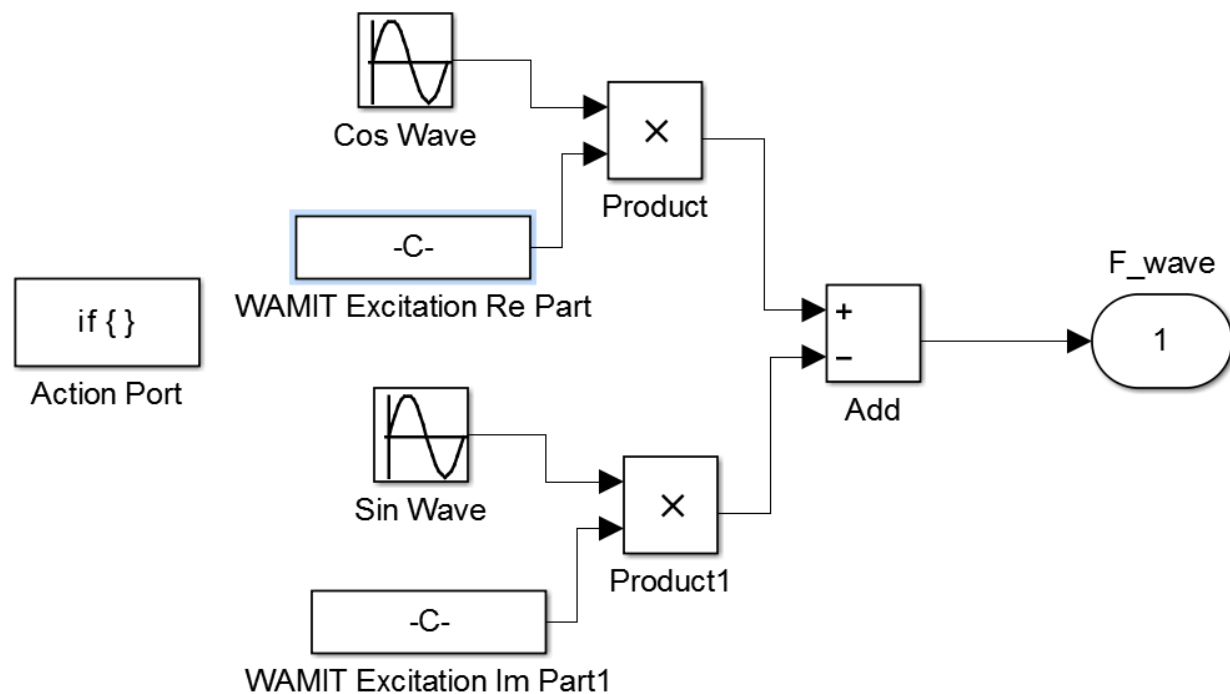 Cos Wave
×
Product
-C-
WAMIT Excitation Re Part
F_wave
if { }
+
1
Action Port
−
Add
Sin Wave
×
Product1
-C-
WAMIT Excitation Im Part1